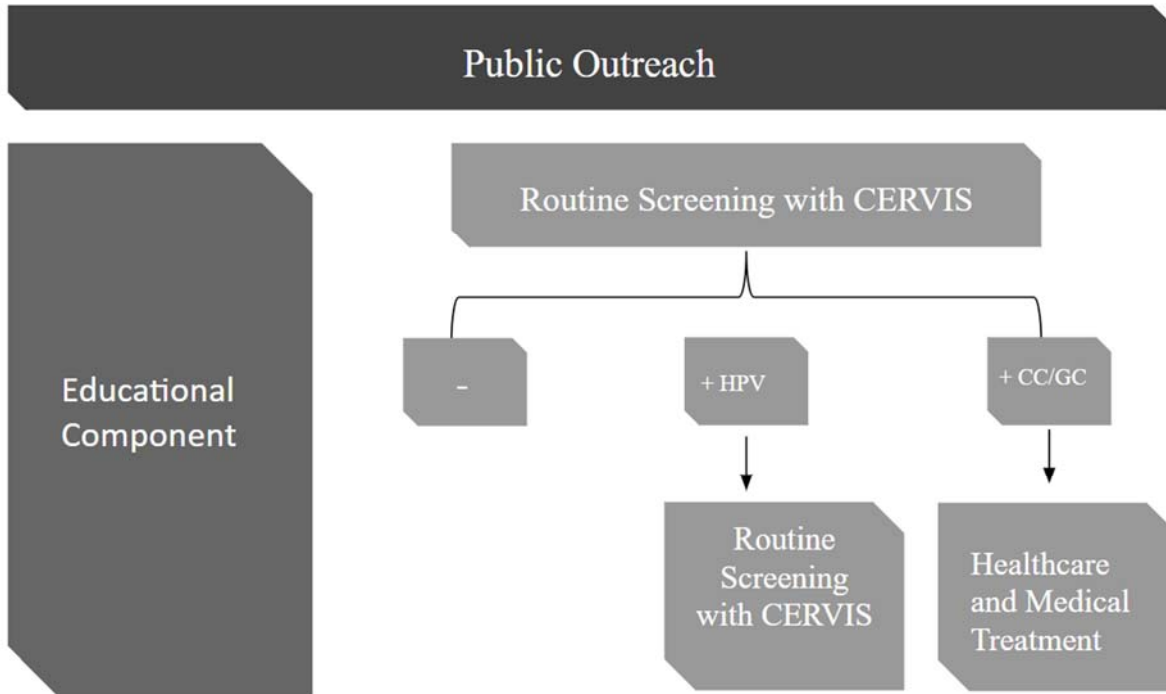 Public Outreach
Routine Screening with CERVIS
Educational
Component
-
+ HPV
+ CC/GC
Routine
Screening
with CERVIS
Healthcare
and Medical
Treatment